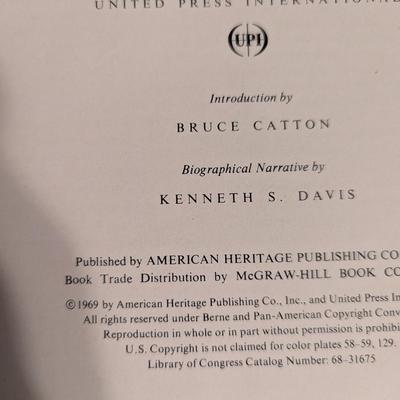 UNITED PRESS INTERNATIONAL
UPI
Introduction by
BRUCE CATTON
Biographical Narrative by
KENNETH S. DAVIS
Published by AMERICAN HERITAGE PUBLISHING CO
Book Trade Distribution by McGRAW-HILL BOOK CO
©1969 by American Heritage Publishing Co., Inc., and United Press In
All rights reserved under Berne and Pan-American Copyright Conv
Reproduction in whole or in part without permission is prohibi
U.S. Copyright is not claimed for color plates 58–59, 129.
Library of Congress Catalog Number: 68–31675